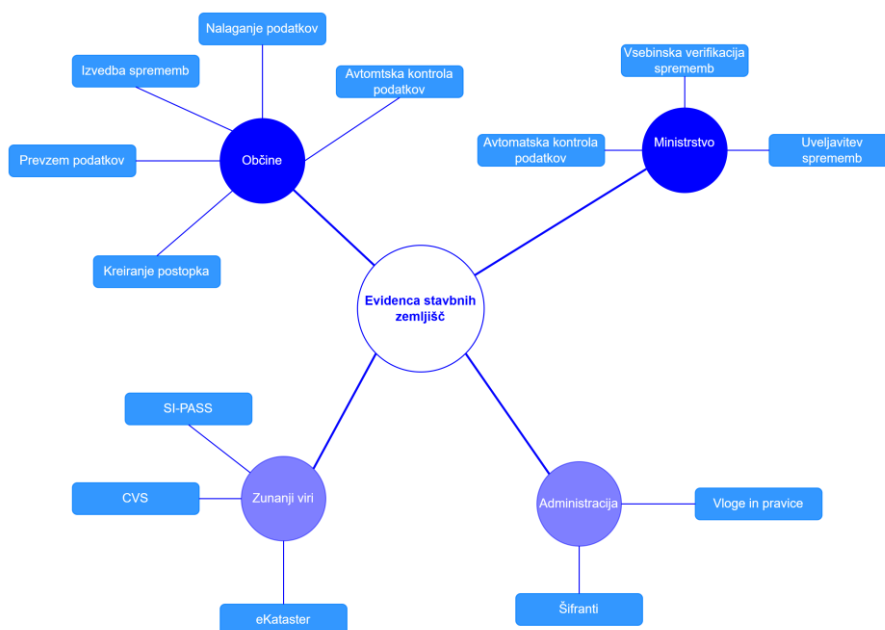 Nalaganje podatkov
Vsebinska verifikacija
sprememb
Izvedba sprememb
Avtomtska kontrola
podatkov
Prevzem podatkov
Občine
Avtomatska kontrola
podatkov
Ministrstvo
Uveljavitev
sprememb
Kreiranje postopka
Evidenca stavbnih
zemljišč
SI-PASS
CVS
Zunanji viri
Administracija
Vloge in pravice
eKataster
Šifranti